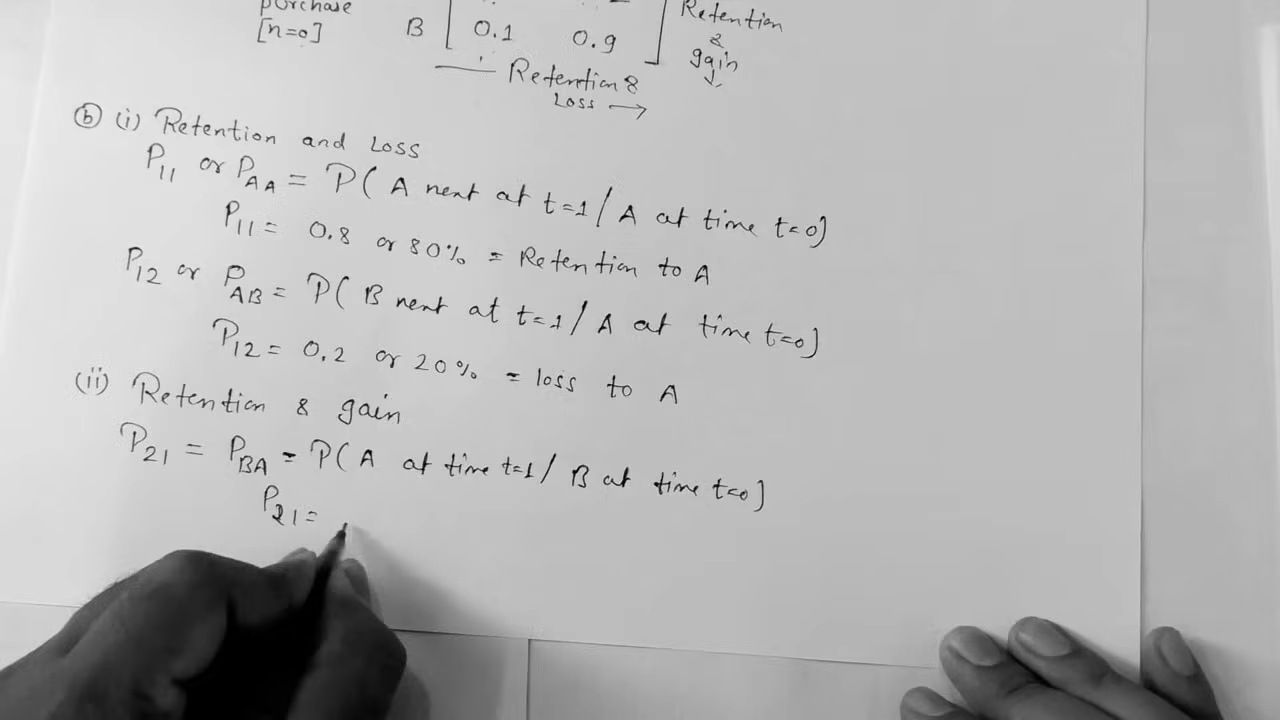 purchase
[n=0]
B [ 0.1 0.9 ]
Retention
&
gain
Retention &
Loss →
ⓑ (i) Retention and Loss
P11 or PAA = P( A next at t=1 / A at time t=0)
P11 = 0.8 or 80% = Retention to A
P12 or PAB = P( B next at t=1 / A at time t=0)
P12 = 0.2 or 20% = loss to A
(ii) Retention & gain
P21 = PBA = P( A at time t=1 / B at time t=0)
P21 =